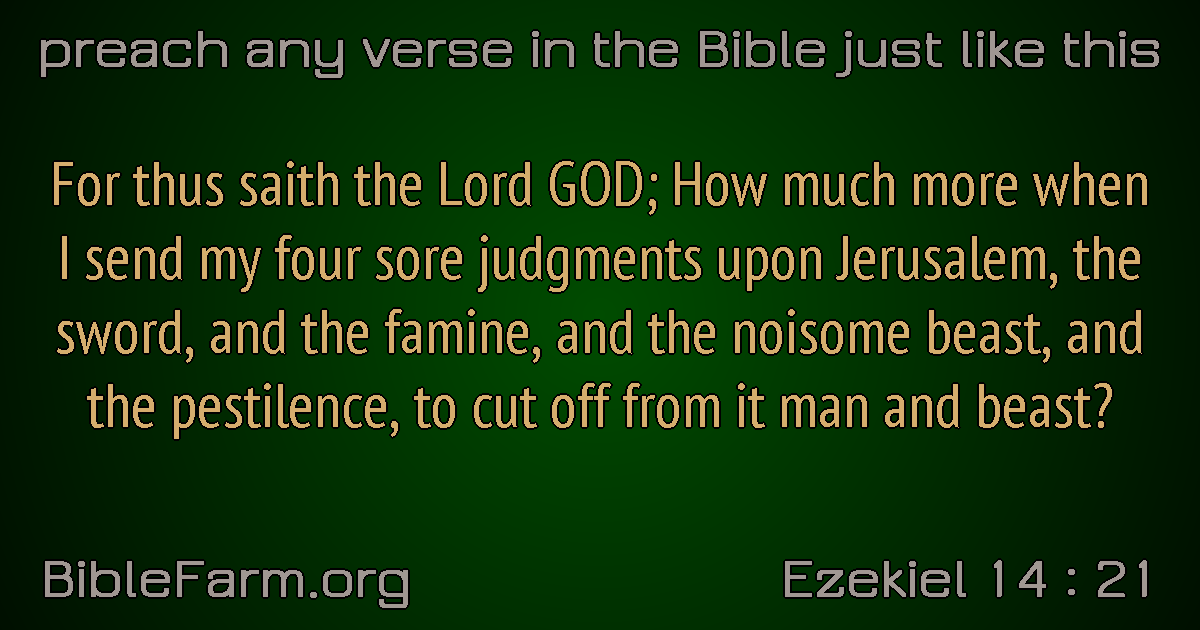 preach any verse in the Bible just like this
For thus saith the Lord GOD; How much more when
I send my four sore judgments upon Jerusalem, the
sword, and the famine, and the noisome beast, and
the pestilence, to cut off from it man and beast?
BibleFarm.org
Ezekiel 14 : 21